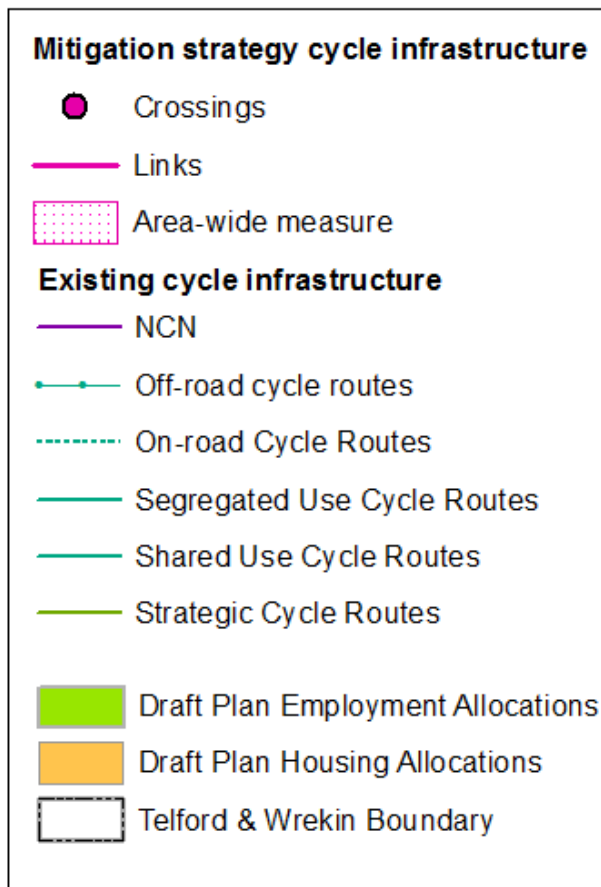 Mitigation strategy cycle infrastructure
Crossings
Links
Area-wide measure
Existing cycle infrastructure
NCN
Off-road cycle routes
On-road Cycle Routes
Segregated Use Cycle Routes
Shared Use Cycle Routes
Strategic Cycle Routes
Draft Plan Employment Allocations
Draft Plan Housing Allocations
Telford & Wrekin Boundary